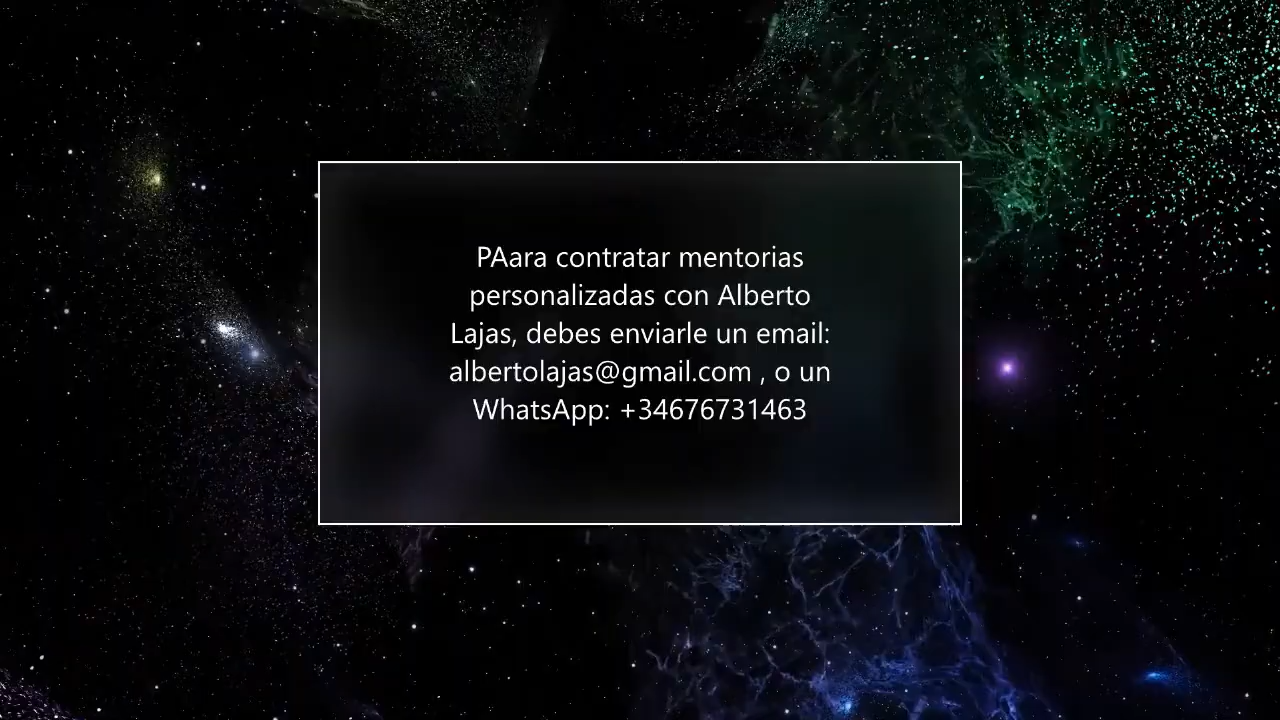 PAara contratar mentorias
personalizadas con Alberto
Lajas, debes enviarle un email:
albertolajas@gmail.com , o un
WhatsApp: +34676731463